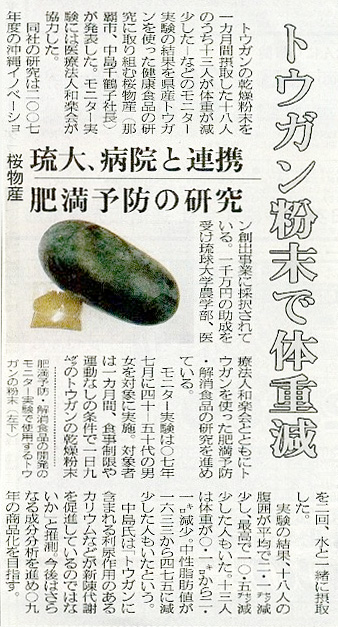 トウガン粉末で体重減
琉大、病院と連携
肥満予防の研究
桜物産
トウガンの乾燥粉末を
一カ月間摂取した十八人
のうち十三人が体重が減
少した―などのモニター
実験の結果を県産トウガ
ンを使った健康食品の研
究に取り組む桜物産（那
覇市、中島千鶴子社長）
が発表した。モニター実
験には医療法人和楽会が
協力した。
同社の研究は二〇〇七
年度の沖縄イノベーショ
ン創出事業に採択されて
いる。一千万円の助成を
受け琉球大学農学部、医
療法人和楽会とともにト
ウガンを使った肥満予防
・解消食品の研究を進め
ている。
モニター実験は〇七年
七月に四十―五十代の男
女を対象に実施。対象者
は一カ月間、食事制限や
運動なしの条件で一日九
㌘のトウガンの乾燥粉末
を二回、水と一緒に摂取
した。
実験の結果、十八人の
腹囲が平均で二・一㌢減
少し、最高で一〇・五㌢減
少した人もいた。十三人
は体重が〇・一㌔から二・
一㌔減少。中性脂肪値が
一六三から四七五に減
少した人もいたという。
中島氏は「トウガンに
含まれる利尿作用のある
カリウムなどが新陳代謝
を促進しているのではな
いか」と推測。今後はさら
なる成分分析を進め〇九
年の商品化を目指す。
肥満予防・解消食品の開発の
モニター実験で使用するトウ
ガンの粉末（左下）